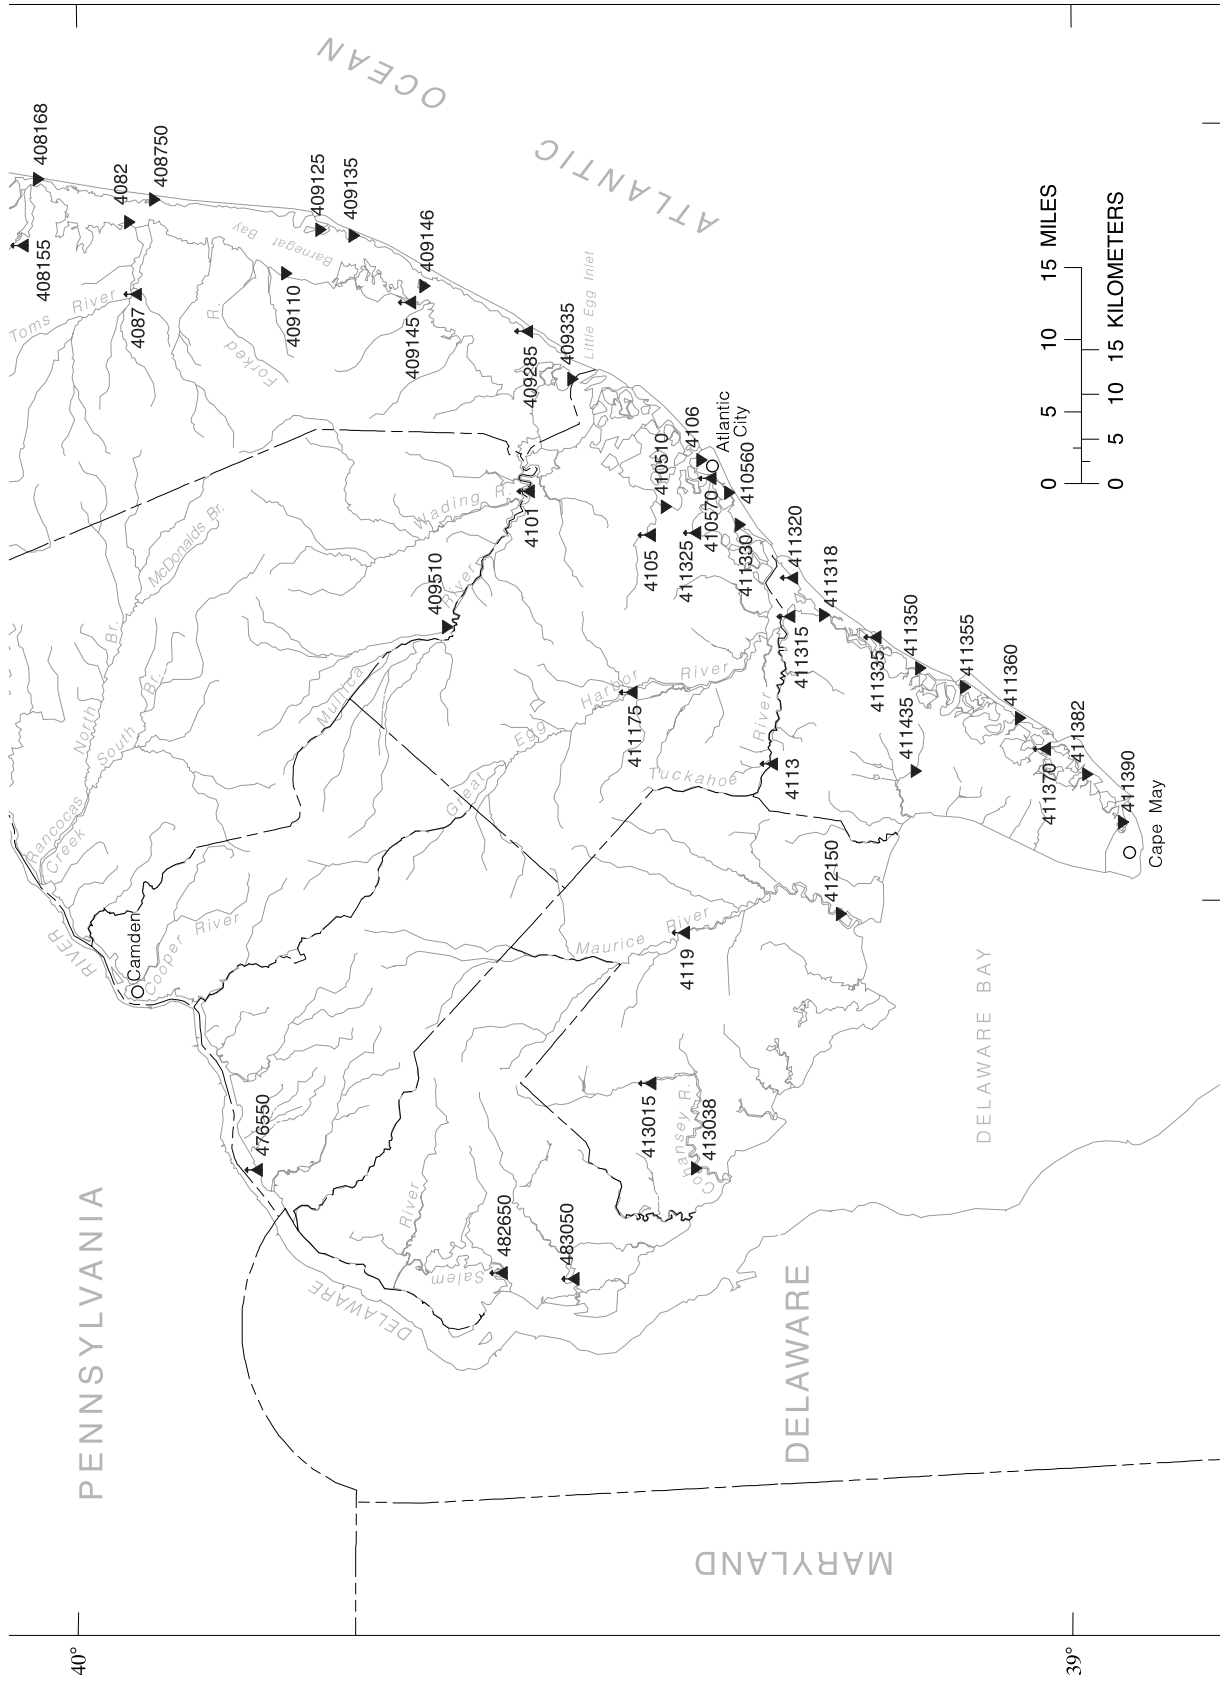 PENNSYLVANIA
MARYLAND
DELAWARE
DELAWARE BAY
ATLANTIC
OCEAN
DELAWARE
RIVER
40°
39°
408168
4082
408750
408155
Toms River
4087
409125
409135
Barnegat Bay
409110
Forked R.
409146
409145
409285
409335
Little Egg Inlet
Rancocas
Creek
North Br.
South Br.
McDonalds Br.
Camden
Cooper River
Wading R.
4101
409510
Mullica River
410510
4106
Atlantic
City
4105
411325
410570
410560
411330
411320
411318
411315
Great Egg Harbor River
411175
Tuckahoe River
4113
411335
411350
411355
411360
411435
411370
411382
411390
Cape May
412150
Maurice River
4119
476550
413015
Cohansey R.
413038
Salem River
482650
483050
0 5 10 15 MILES
0 5 10 15 KILOMETERS